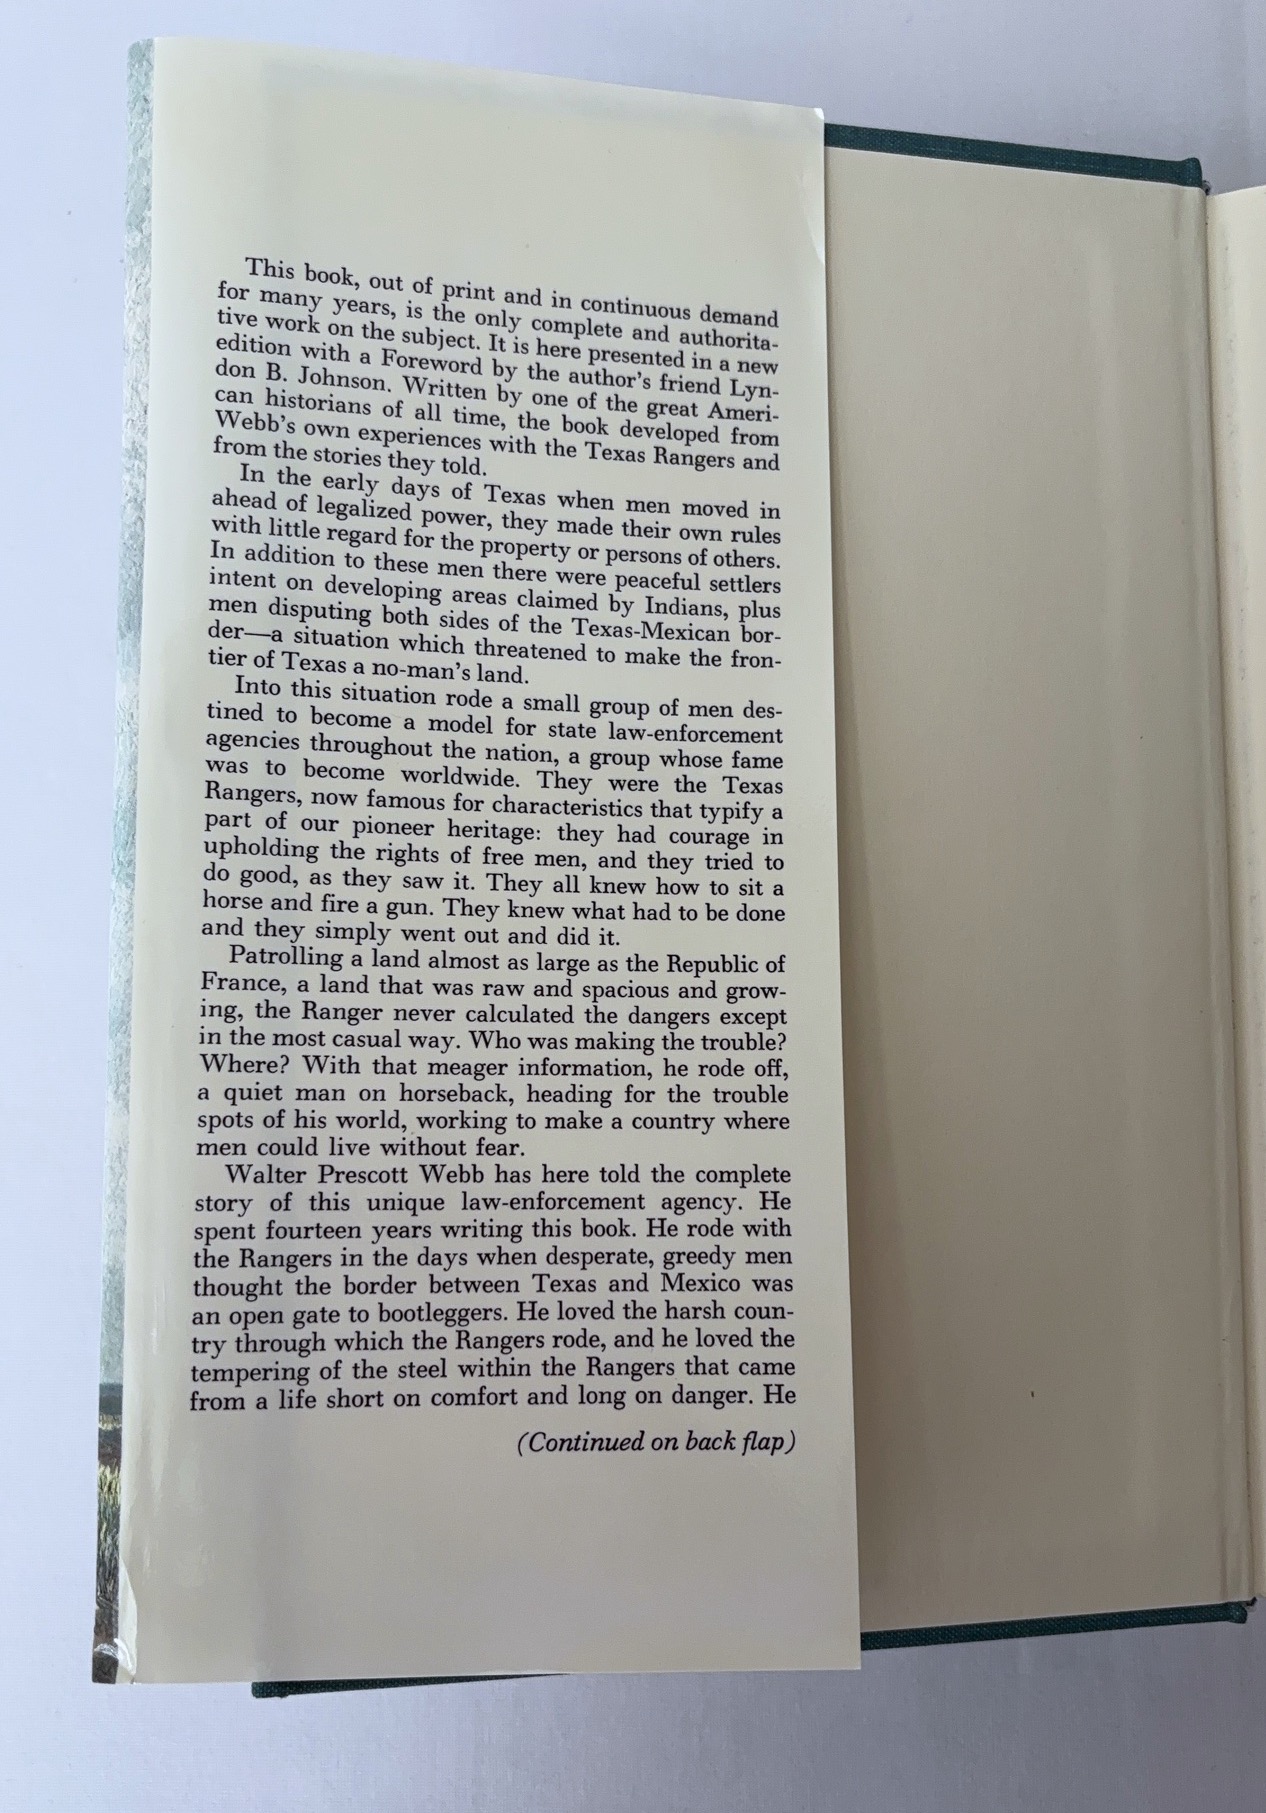 This book, out of print and in continuous demand
for many years, is the only complete and authorita-
tive work on the subject. It is here presented in a new
edition with a Foreword by the author's friend Lyn-
don B. Johnson. Written by one of the great Ameri-
can historians of all time, the book developed from
Webb's own experiences with the Texas Rangers and
from the stories they told.
In the early days of Texas when men moved in
ahead of legalized power, they made their own rules
with little regard for the property or persons of others.
In addition to these men there were peaceful settlers
intent on developing areas claimed by Indians, plus
men disputing both sides of the Texas-Mexican bor-
der—a situation which threatened to make the fron-
tier of Texas a no-man's land.
Into this situation rode a small group of men des-
tined to become a model for state law-enforcement
agencies throughout the nation, a group whose fame
was to become worldwide. They were the Texas
Rangers, now famous for characteristics that typify a
part of our pioneer heritage: they had courage in
upholding the rights of free men, and they tried to
do good, as they saw it. They all knew how to sit a
horse and fire a gun. They knew what had to be done
and they simply went out and did it.
Patrolling a land almost as large as the Republic of
France, a land that was raw and spacious and grow-
ing, the Ranger never calculated the dangers except
in the most casual way. Who was making the trouble?
Where? With that meager information, he rode off,
a quiet man on horseback, heading for the trouble
spots of his world, working to make a country where
men could live without fear.
Walter Prescott Webb has here told the complete
story of this unique law-enforcement agency. He
spent fourteen years writing this book. He rode with
the Rangers in the days when desperate, greedy men
thought the border between Texas and Mexico was
an open gate to bootleggers. He loved the harsh coun-
try through which the Rangers rode, and he loved the
tempering of the steel within the Rangers that came
from a life short on comfort and long on danger. He
(Continued on back flap)